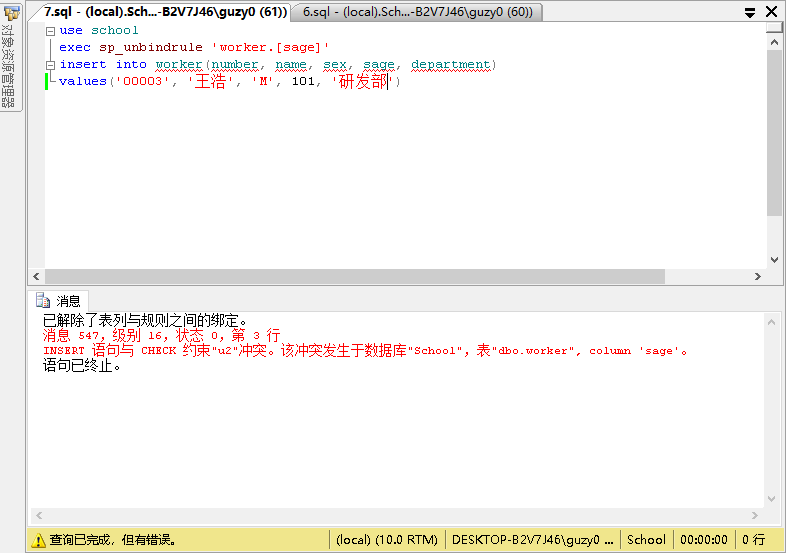 对象资源管理器
7.sql - (local).Sch...-B2V7J46\guzy0 (61))
6.sql - (local).Sch...-B2V7J46\guzy0 (60))
use school
exec sp_unbindrule 'worker.[sage]'
insert into worker(number, name, sex, sage, department)
values('00003', '王浩', 'M', 101, '研发部')
消息
已解除了表列与规则之间的绑定。
消息 547，级别 16，状态 0，第 3 行
INSERT 语句与 CHECK 约束"u2"冲突。该冲突发生于数据库"School"，表"dbo.worker", column 'sage'。
语句已终止。
查询已完成，但有错误。
(local) (10.0 RTM)
DESKTOP-B2V7J46\guzy0 ...
School
00:00:00
0 行